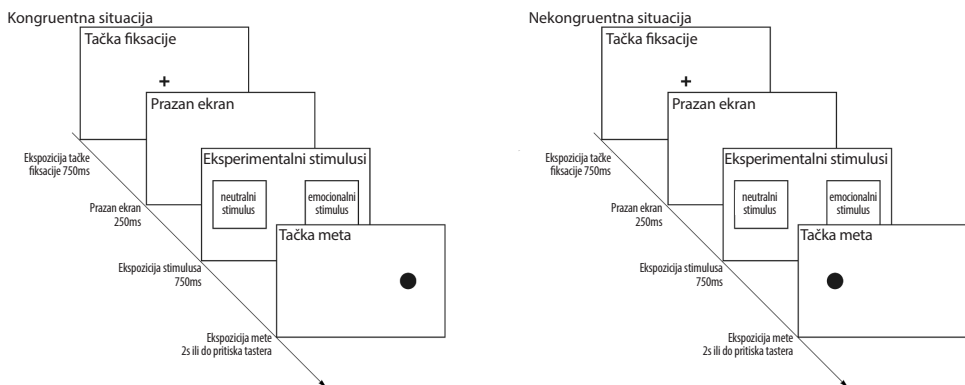 Kongruentna situacija
Tačka fiksacije
+
Prazan ekran
Eksperimentalni stimulusi
neutralni
stimulus
emocionalni
stimulus
Tačka meta
Ekspozicija tačke
fiksacije 750ms
Prazan ekran
250ms
Ekspozicija stimulusa
750ms
Ekspozicija mete
2s ili do pritiska tastera
Nekongruentna situacija
Tačka fiksacije
+
Prazan ekran
Eksperimentalni stimulusi
neutralni
stimulus
emocionalni
stimulus
Tačka meta
Ekspozicija tačke
fiksacije 750ms
Prazan ekran
250ms
Ekspozicija stimulusa
750ms
Ekspozicija mete
2s ili do pritiska tastera